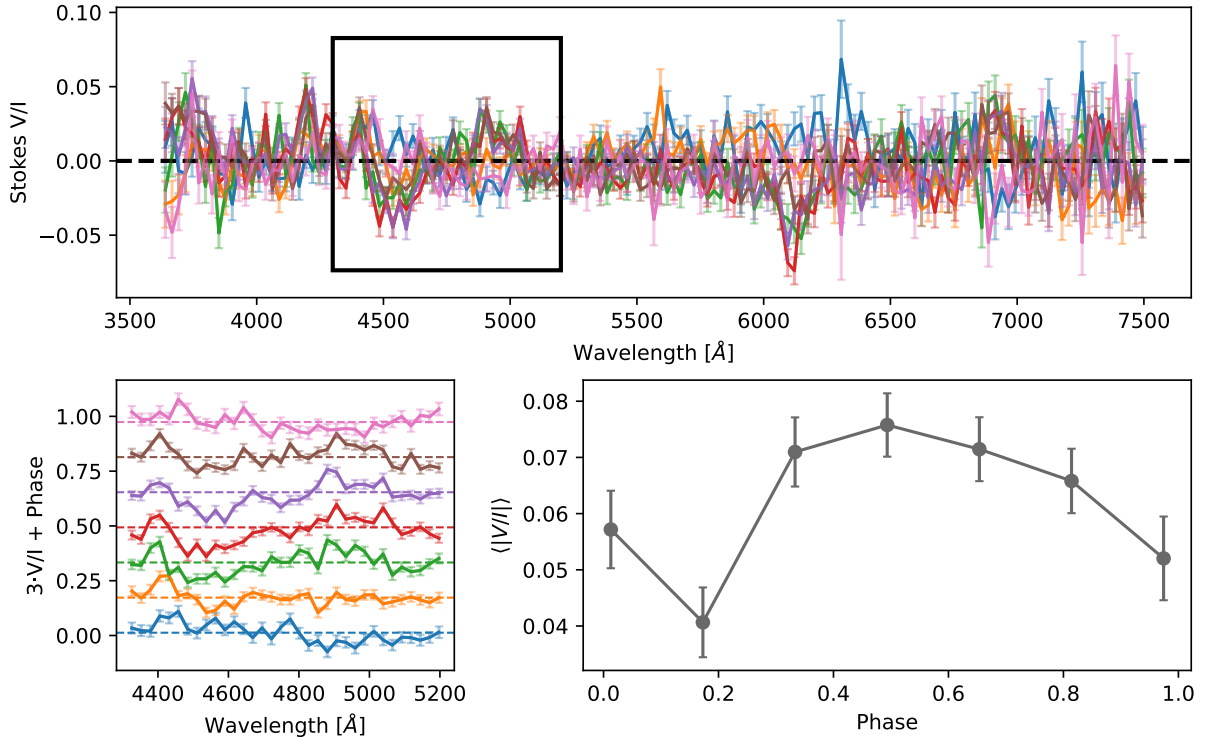 0.10
0.05
0.00
−0.05
Stokes V/I
3500 4000 4500 5000 5500 6000 6500 7000 7500
Wavelength [Å]
1.00
0.75
0.50
0.25
0.00
3·V/I + Phase
4400 4600 4800 5000 5200
Wavelength [Å]
0.08
0.07
0.06
0.05
0.04
⟨|V/I|⟩
0.0 0.2 0.4 0.6 0.8 1.0
Phase